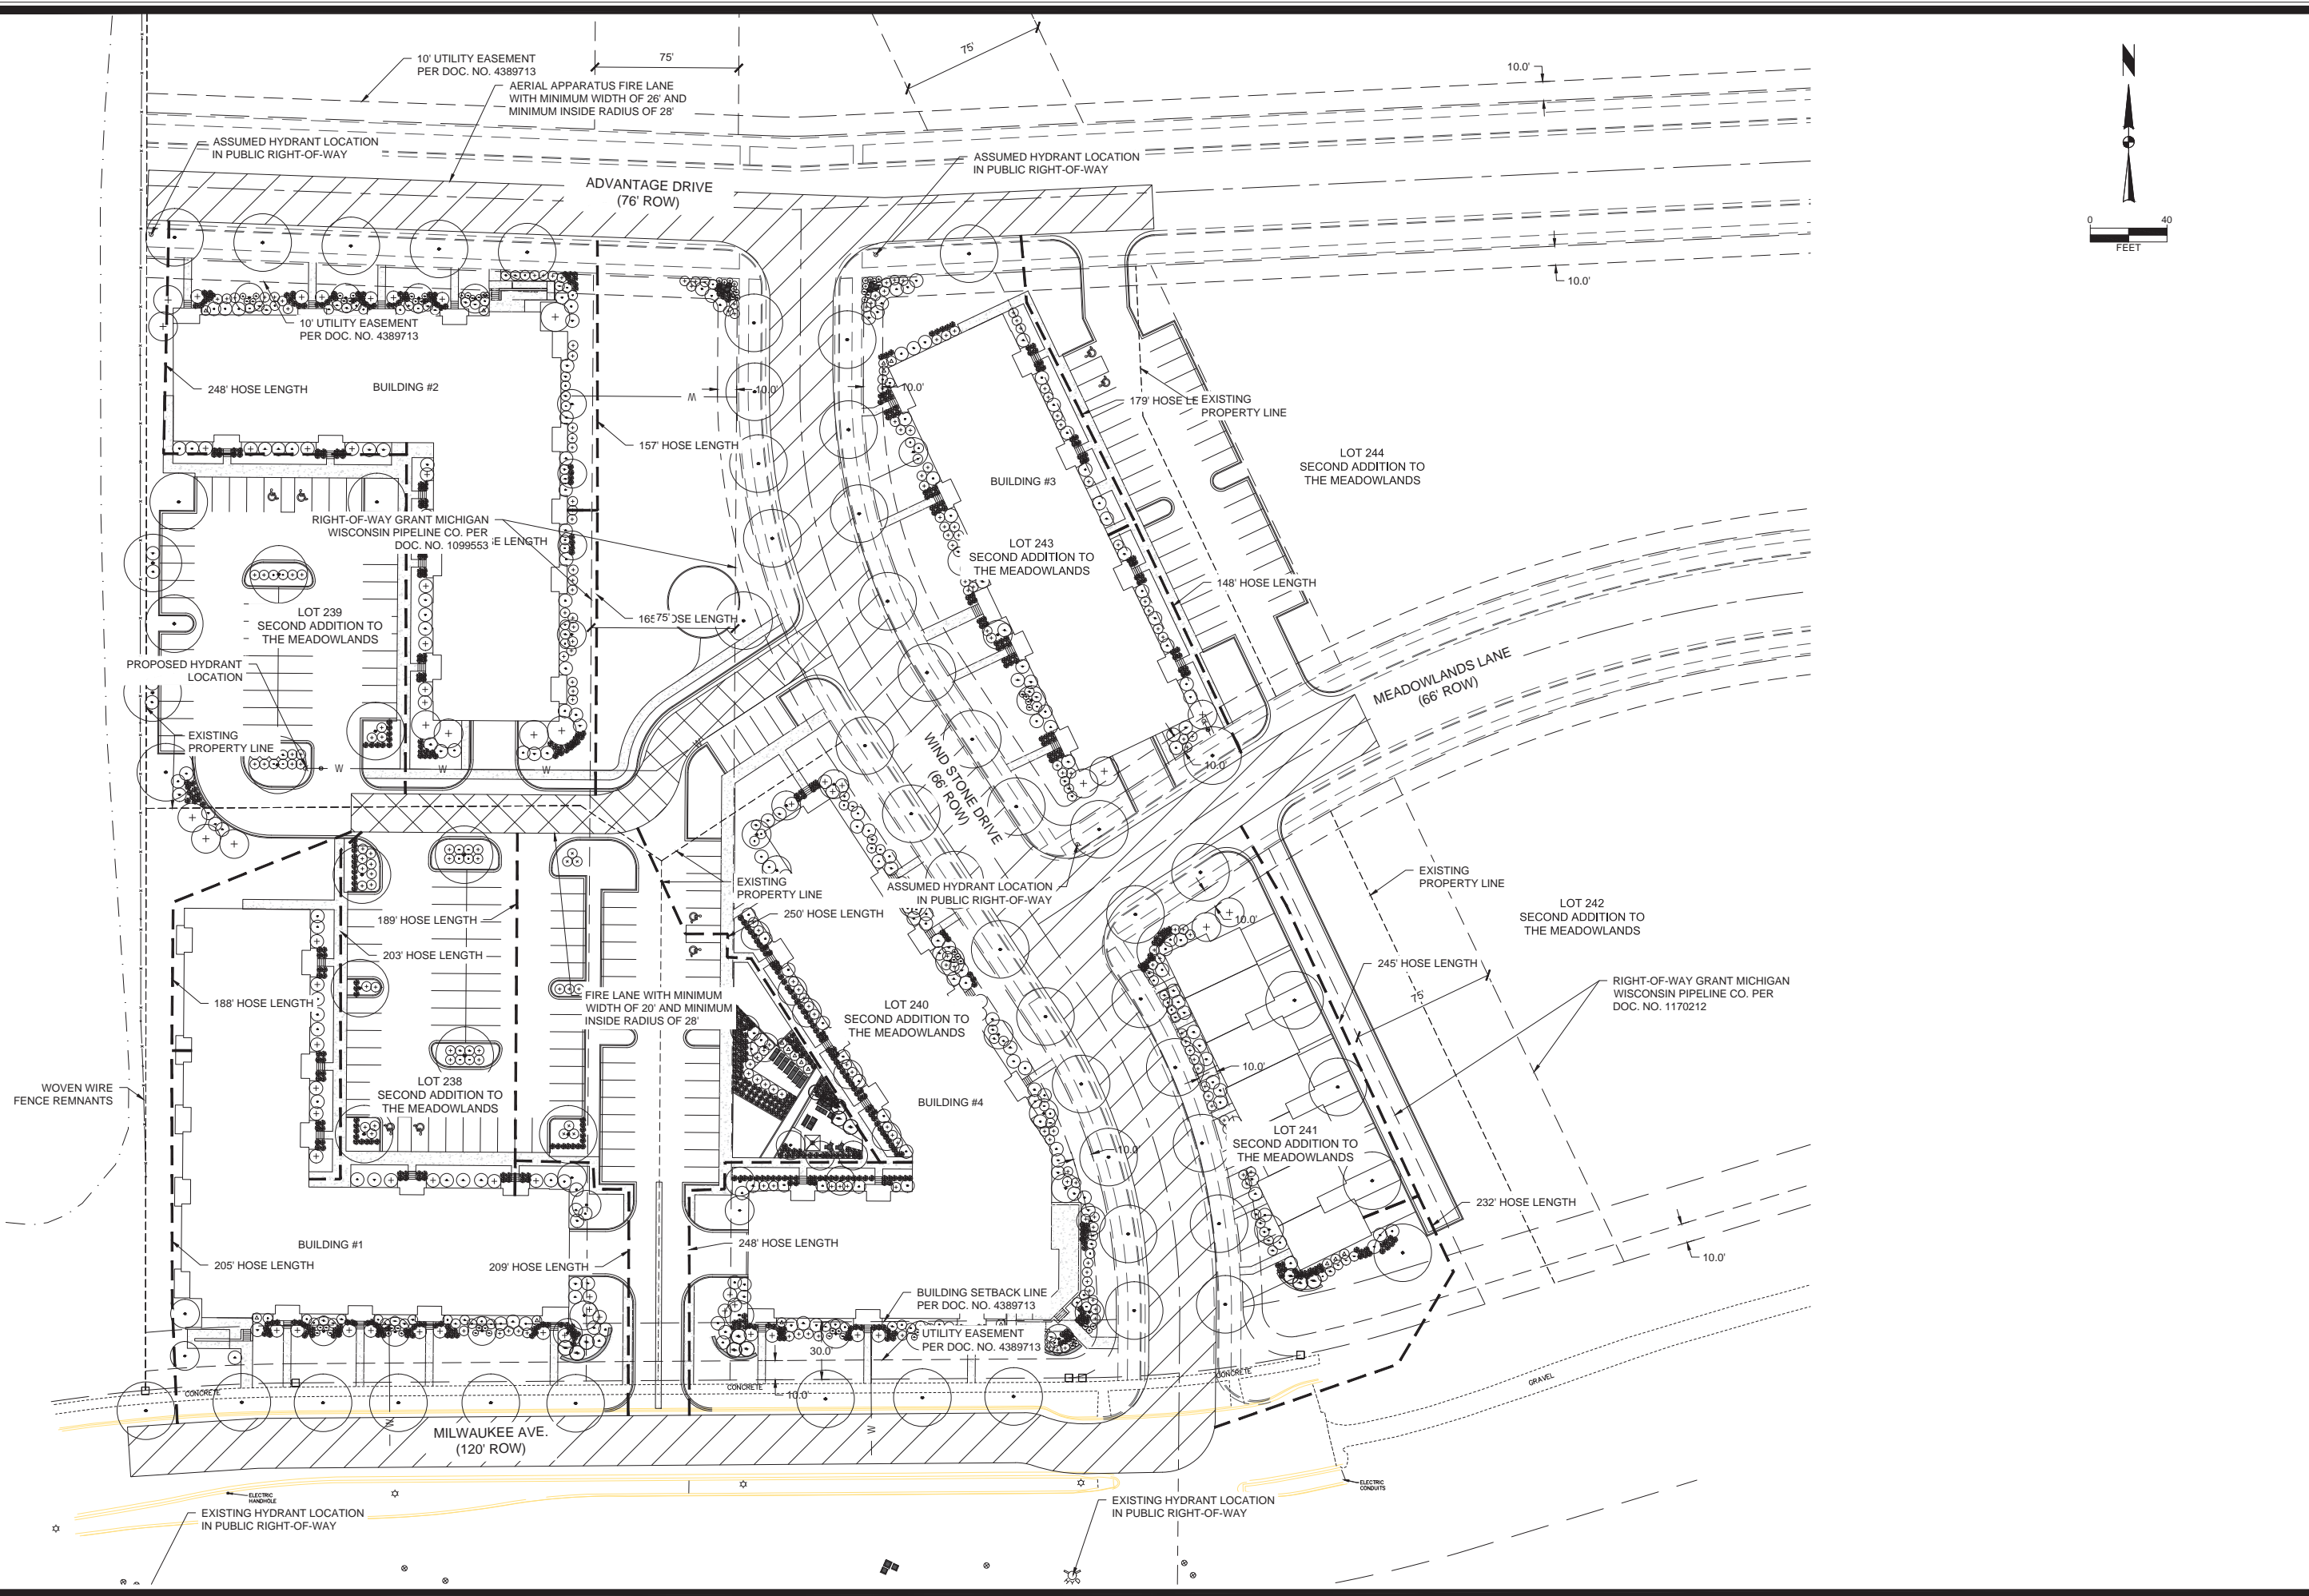 10' UTILITY EASEMENT
PER DOC. NO. 4389713
75'
75'
10.0'
N
AERIAL APPARATUS FIRE LANE
WITH MINIMUM WIDTH OF 26' AND
MINIMUM INSIDE RADIUS OF 28'
ASSUMED HYDRANT LOCATION
IN PUBLIC RIGHT-OF-WAY
ASSUMED HYDRANT LOCATION
IN PUBLIC RIGHT-OF-WAY
ADVANTAGE DRIVE
(76' ROW)
0 40
FEET
10.0'
10' UTILITY EASEMENT
PER DOC. NO. 4389713
248' HOSE LENGTH
BUILDING #2
10.0'
10.0'
W
179' HOSE LE
EXISTING
PROPERTY LINE
157' HOSE LENGTH
LOT 244
SECOND ADDITION TO
THE MEADOWLANDS
BUILDING #3
RIGHT-OF-WAY GRANT MICHIGAN
WISCONSIN PIPELINE CO. PER
DOC. NO. 1099553
E LENGTH
LOT 243
SECOND ADDITION TO
THE MEADOWLANDS
148' HOSE LENGTH
LOT 239
SECOND ADDITION TO
THE MEADOWLANDS
75'
OSE LENGTH
PROPOSED HYDRANT
LOCATION
MEADOWLANDS LANE
(66' ROW)
EXISTING
PROPERTY LINE
W
W
W
W
WIND STONE DRIVE
(66' ROW)
10.0'
EXISTING
PROPERTY LINE
ASSUMED HYDRANT LOCATION
IN PUBLIC RIGHT-OF-WAY
EXISTING
PROPERTY LINE
250' HOSE LENGTH
189' HOSE LENGTH
10.0'
LOT 242
SECOND ADDITION TO
THE MEADOWLANDS
203' HOSE LENGTH
245' HOSE LENGTH
188' HOSE LENGTH
FIRE LANE WITH MINIMUM
WIDTH OF 20' AND MINIMUM
INSIDE RADIUS OF 28'
LOT 240
SECOND ADDITION TO
THE MEADOWLANDS
75'
RIGHT-OF-WAY GRANT MICHIGAN
WISCONSIN PIPELINE CO. PER
DOC. NO. 1170212
10.0'
WOVEN WIRE
FENCE REMNANTS
LOT 238
SECOND ADDITION TO
THE MEADOWLANDS
BUILDING #4
LOT 241
SECOND ADDITION TO
THE MEADOWLANDS
10.0'
232' HOSE LENGTH
BUILDING #1
248' HOSE LENGTH
10.0'
205' HOSE LENGTH
209' HOSE LENGTH
BUILDING SETBACK LINE
PER DOC. NO. 4389713
UTILITY EASEMENT
PER DOC. NO. 4389713
30.0'
10.0'
CONCRETE
CONCRETE
CONCRETE
GRAVEL
W
W
MILWAUKEE AVE.
(120' ROW)
ELECTRIC
HANDHOLE
ELECTRIC
CONDUITS
EXISTING HYDRANT LOCATION
IN PUBLIC RIGHT-OF-WAY
EXISTING HYDRANT LOCATION
IN PUBLIC RIGHT-OF-WAY